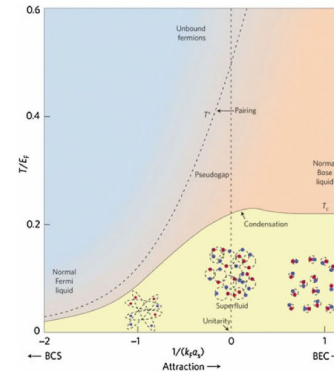 0.6
Unbound
fermions
0.4
T*
Pairing
T/E_F
Pseudogap
Normal
Bose
liquid
T_c
0.2
Condensation
Normal
Fermi
liquid
Superfluid
Unitarity
0
−2
−1
0
1
← BCS
1/(k_F a_s)
BEC
Attraction →